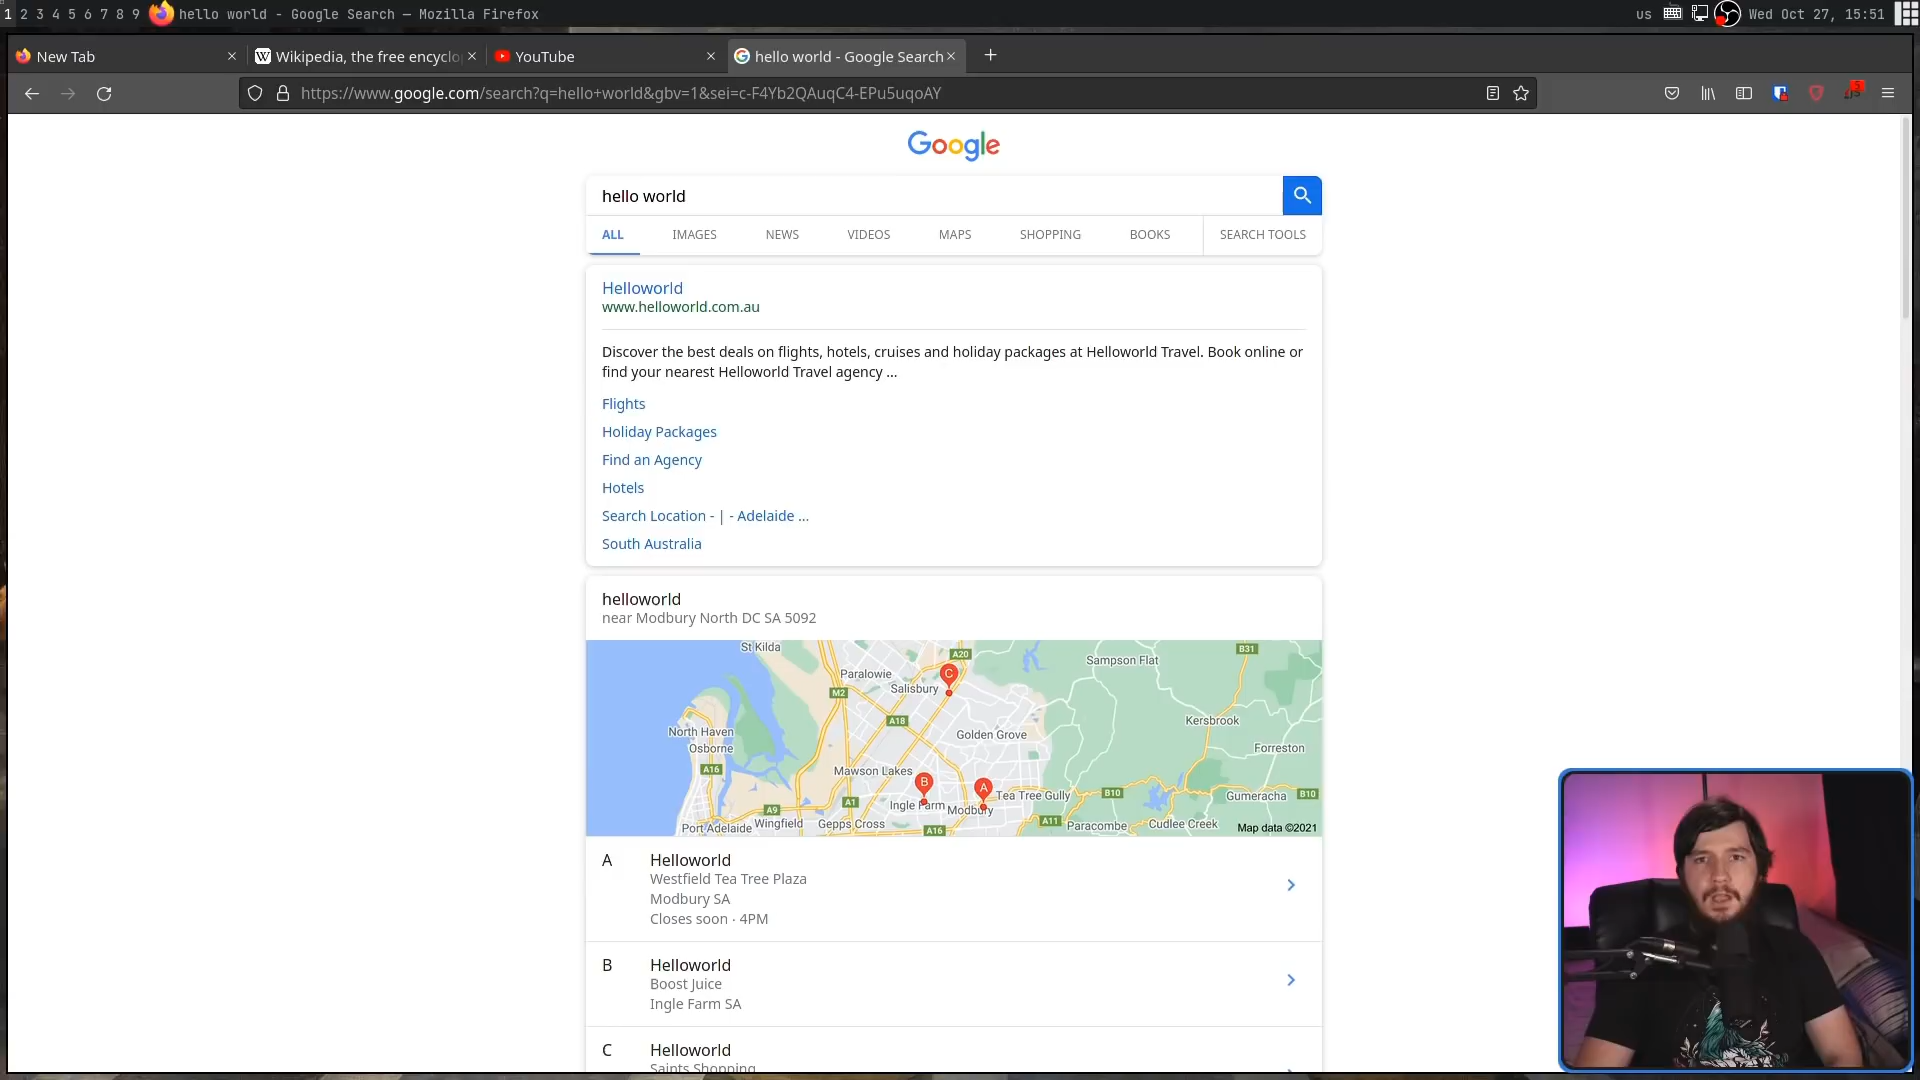 1 2 3 4 5 6 7 8 9 hello world - Google Search — Mozilla Firefox
us Wed Oct 27, 15:51
New Tab
Wikipedia, the free encyclo
YouTube
hello world - Google Search
https://www.google.com/search?q=hello+world&gbv=1&sei=c-F4Yb2QAuqC4-EPu5uqoAY
Google
hello world
ALL IMAGES NEWS VIDEOS MAPS SHOPPING BOOKS SEARCH TOOLS
Helloworld
www.helloworld.com.au
Discover the best deals on flights, hotels, cruises and holiday packages at Helloworld Travel. Book online or
find your nearest Helloworld Travel agency ...
Flights
Holiday Packages
Find an Agency
Hotels
Search Location - | - Adelaide ...
South Australia
helloworld
near Modbury North DC SA 5092
St Kilda
A20
B31
Sampson Flat
Paralowie
C
Salisbury
M2
A18
Kersbrook
North Haven
Osborne
Golden Grove
Forreston
A16
Mawson Lakes
B
A
Tea Tree Gully
B10
Gumeracha
B10
A9
A1
Ingle Farm
Modbury
Port Adelaide
Wingfield
Gepps Cross
A16
A11
Paracombe
Cudlee Creek
Map data ©2021
A Helloworld
Westfield Tea Tree Plaza
Modbury SA
Closes soon · 4PM
B Helloworld
Boost Juice
Ingle Farm SA
C Helloworld
Saints Shopping